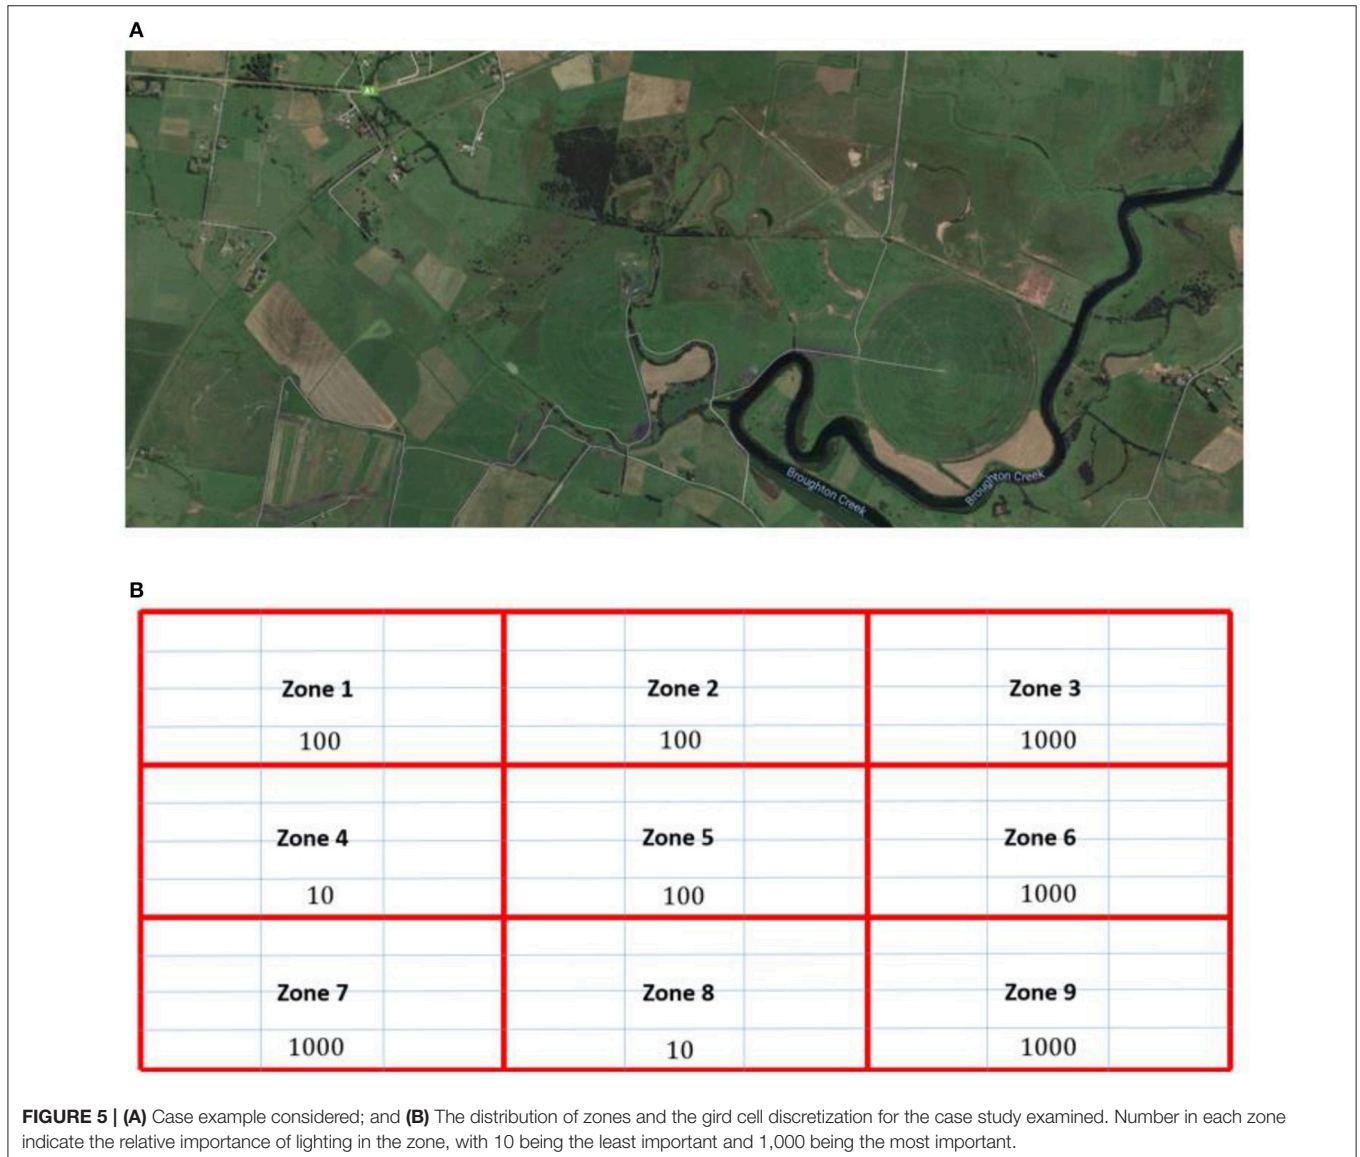 A
A1
Broughton Creek
Broughton Creek
B
Zone 1
Zone 2
Zone 3
100
100
1000
Zone 4
Zone 5
Zone 6
10
100
1000
Zone 7
Zone 8
Zone 9
1000
10
1000
FIGURE 5 | (A) Case example considered; and (B) The distribution of zones and the gird cell discretization for the case study examined. Number in each zone
indicate the relative importance of lighting in the zone, with 10 being the least important and 1,000 being the most important.